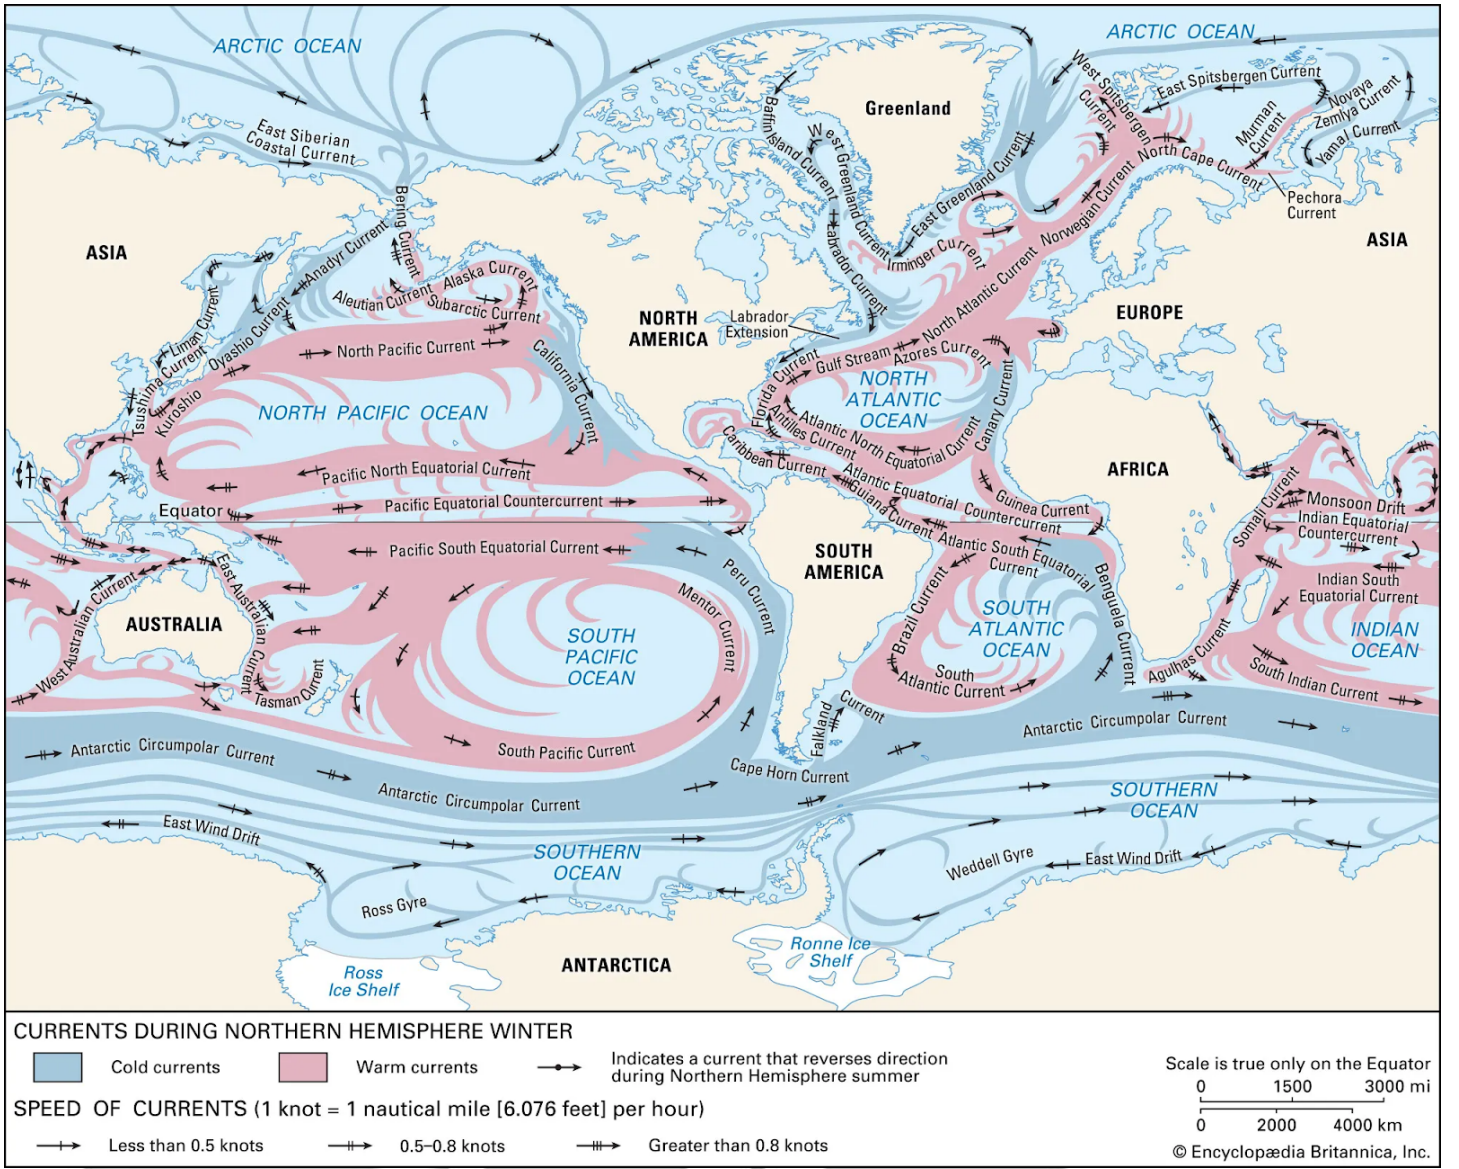 ARCTIC OCEAN
ARCTIC OCEAN
East Siberian
Coastal Current
Bering Current
Anadyr Current
Alaska Current
Aleutian Current
Subarctic Current
Oyashio Current
Liman Current
Tsushima Current
Kuroshio
North Pacific Current
California Current
NORTH PACIFIC OCEAN
Pacific North Equatorial Current
Pacific Equatorial Countercurrent
Equator
Pacific South Equatorial Current
ASIA
NORTH
AMERICA
Greenland
Baffin Island Current
West Greenland Current
East Greenland Current
Labrador Current
Irminger Current
Labrador
Extension
West Spitsbergen
Current
East Spitsbergen Current
Novaya
Zemlya Current
Murman
Current
Yamal Current
North Cape Current
Pechora
Current
Norwegian Current
North Atlantic Current
EUROPE
ASIA
Gulf Stream
Azores Current
Florida Current
NORTH
ATLANTIC
OCEAN
Canary Current
Antilles Current
Atlantic North Equatorial Current
Caribbean Current
Atlantic Equatorial Countercurrent
Guiana Current
Guinea Current
AFRICA
Somali Current
Monsoon Drift
Indian Equatorial
Countercurrent
Indian South
Equatorial Current
INDIAN
OCEAN
Agulhas Current
South Indian Current
SOUTH
AMERICA
Atlantic South Equatorial
Current
Brazil Current
Benguela Current
SOUTH
ATLANTIC
OCEAN
South
Atlantic Current
Falkland Current
Peru Current
Mentor Current
SOUTH
PACIFIC
OCEAN
South Pacific Current
AUSTRALIA
West Australian Current
East Australian Current
Tasman Current
Antarctic Circumpolar Current
Antarctic Circumpolar Current
Cape Horn Current
Antarctic Circumpolar Current
East Wind Drift
SOUTHERN
OCEAN
SOUTHERN
OCEAN
Ross Gyre
Weddell Gyre
East Wind Drift
Ross
Ice Shelf
ANTARCTICA
Ronne Ice
Shelf
CURRENTS DURING NORTHERN HEMISPHERE WINTER
Cold currents
Warm currents
Indicates a current that reverses direction
during Northern Hemisphere summer
SPEED OF CURRENTS (1 knot = 1 nautical mile [6.076 feet] per hour)
Less than 0.5 knots
0.5–0.8 knots
Greater than 0.8 knots
Scale is true only on the Equator
0 1500 3000 mi
0 2000 4000 km
© Encyclopædia Britannica, Inc.